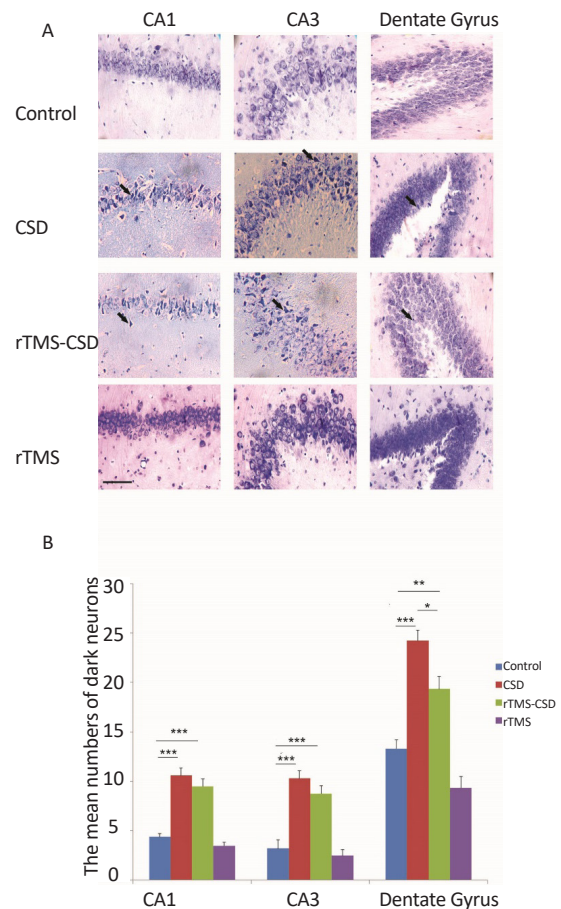 A
CA1 CA3 Dentate Gyrus
Control
CSD
rTMS-CSD
rTMS
B
The mean numbers of dark neurons
30
25
20
15
10
5
0
***
***
***
***
**
*
***
Control
CSD
rTMS-CSD
rTMS
CA1 CA3 Dentate Gyrus